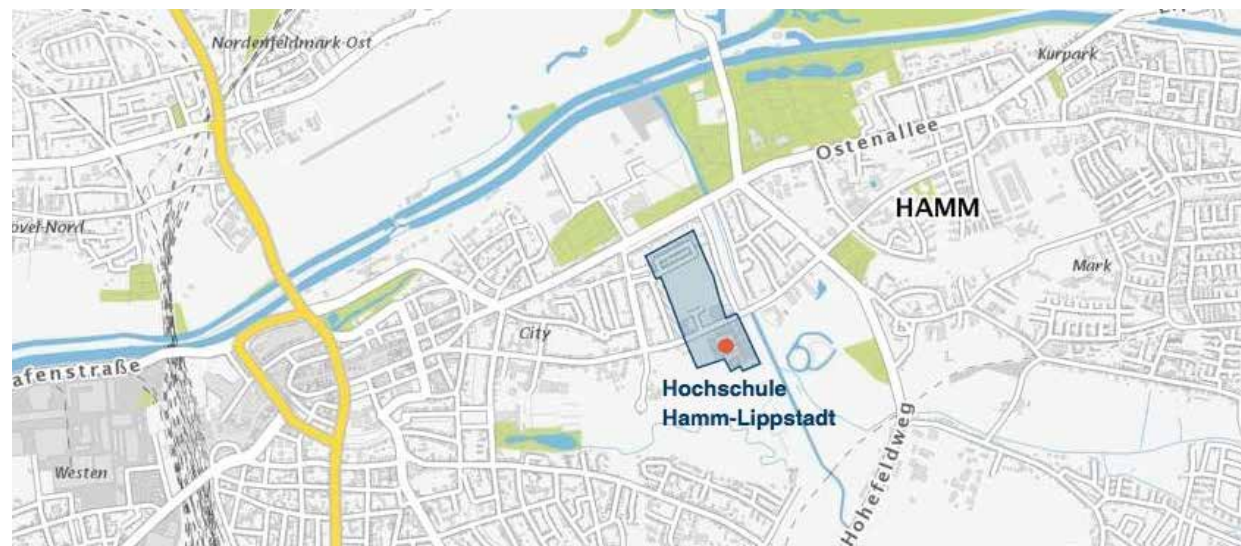 Nordenfeldmark-Ost
Kurpark
Ostenallee
HAMM
ovel-Nord
Mark
City
afenstraße
Hochschule
Hamm-Lippstadt
Hohefeldweg
Westen